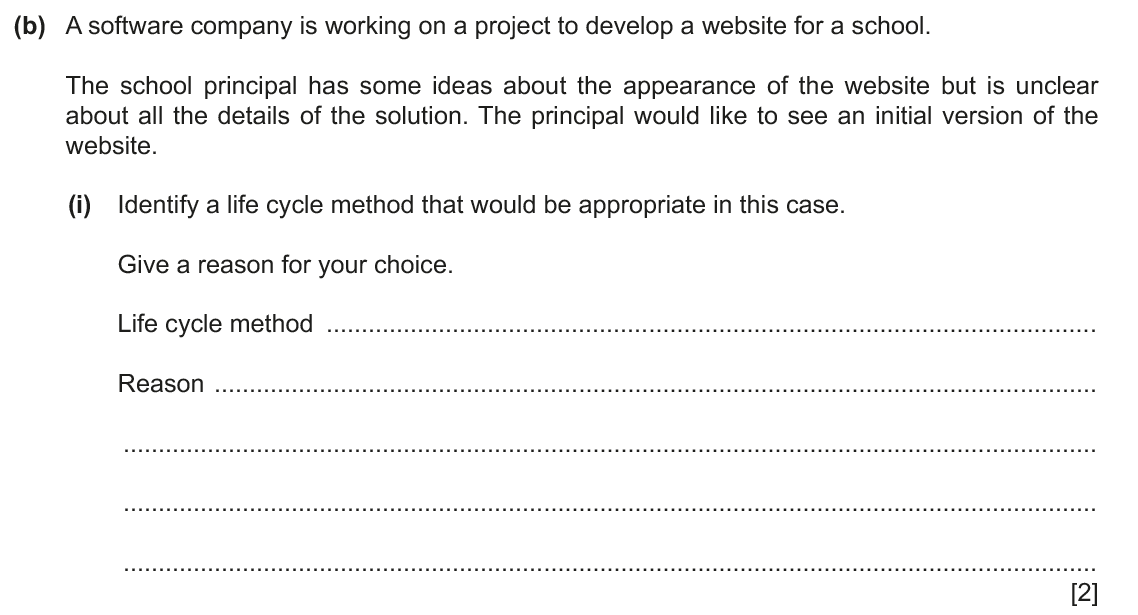 (b) A software company is working on a project to develop a website for a school.
The school principal has some ideas about the appearance of the website but is unclear
about all the details of the solution. The principal would like to see an initial version of the
website.
(i) Identify a life cycle method that would be appropriate in this case.
Give a reason for your choice.
Life cycle method ................................................................................................................
Reason ................................................................................................................................
............................................................................................................................................
............................................................................................................................................
............................................................................................................................................
[2]